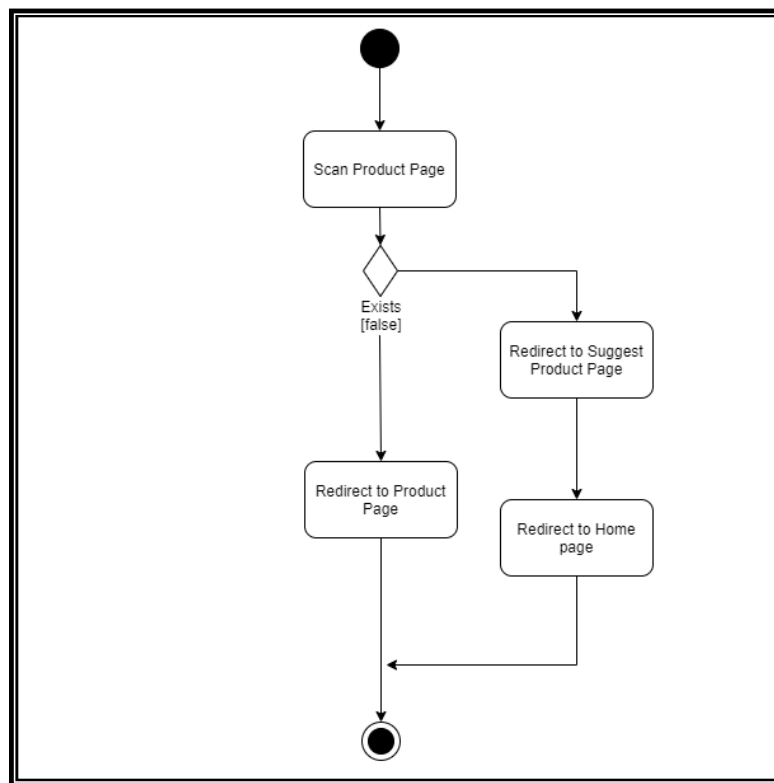 Scan Product Page
Exists
[false]
Redirect to Suggest
Product Page
Redirect to Product
Page
Redirect to Home
page